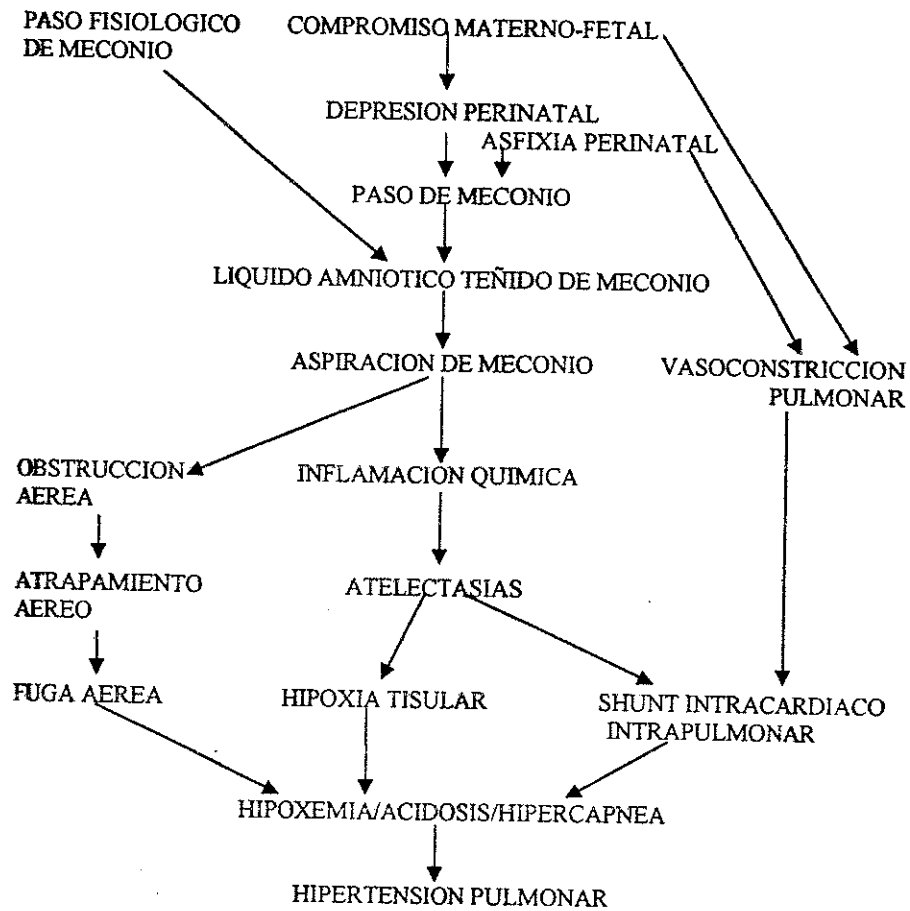 PASO FISIOLOGICO
DE MECONIO
COMPROMISO MATERNO-FETAL
DEPRESION PERINATAL
ASFIXIA PERINATAL
PASO DE MECONIO
LIQUIDO AMNIOTICO TEÑIDO DE MECONIO
ASPIRACION DE MECONIO
VASOCONSTRICCION
PULMONAR
OBSTRUCCION
AEREA
INFLAMACION QUIMICA
ATRAPAMIENTO
AEREO
ATELECTASIAS
FUGA AEREA
HIPOXIA TISULAR
SHUNT INTRACARDIACO
INTRAPULMONAR
HIPOXEMIA/ACIDOSIS/HIPERCAPNEA
HIPERTENSION PULMONAR